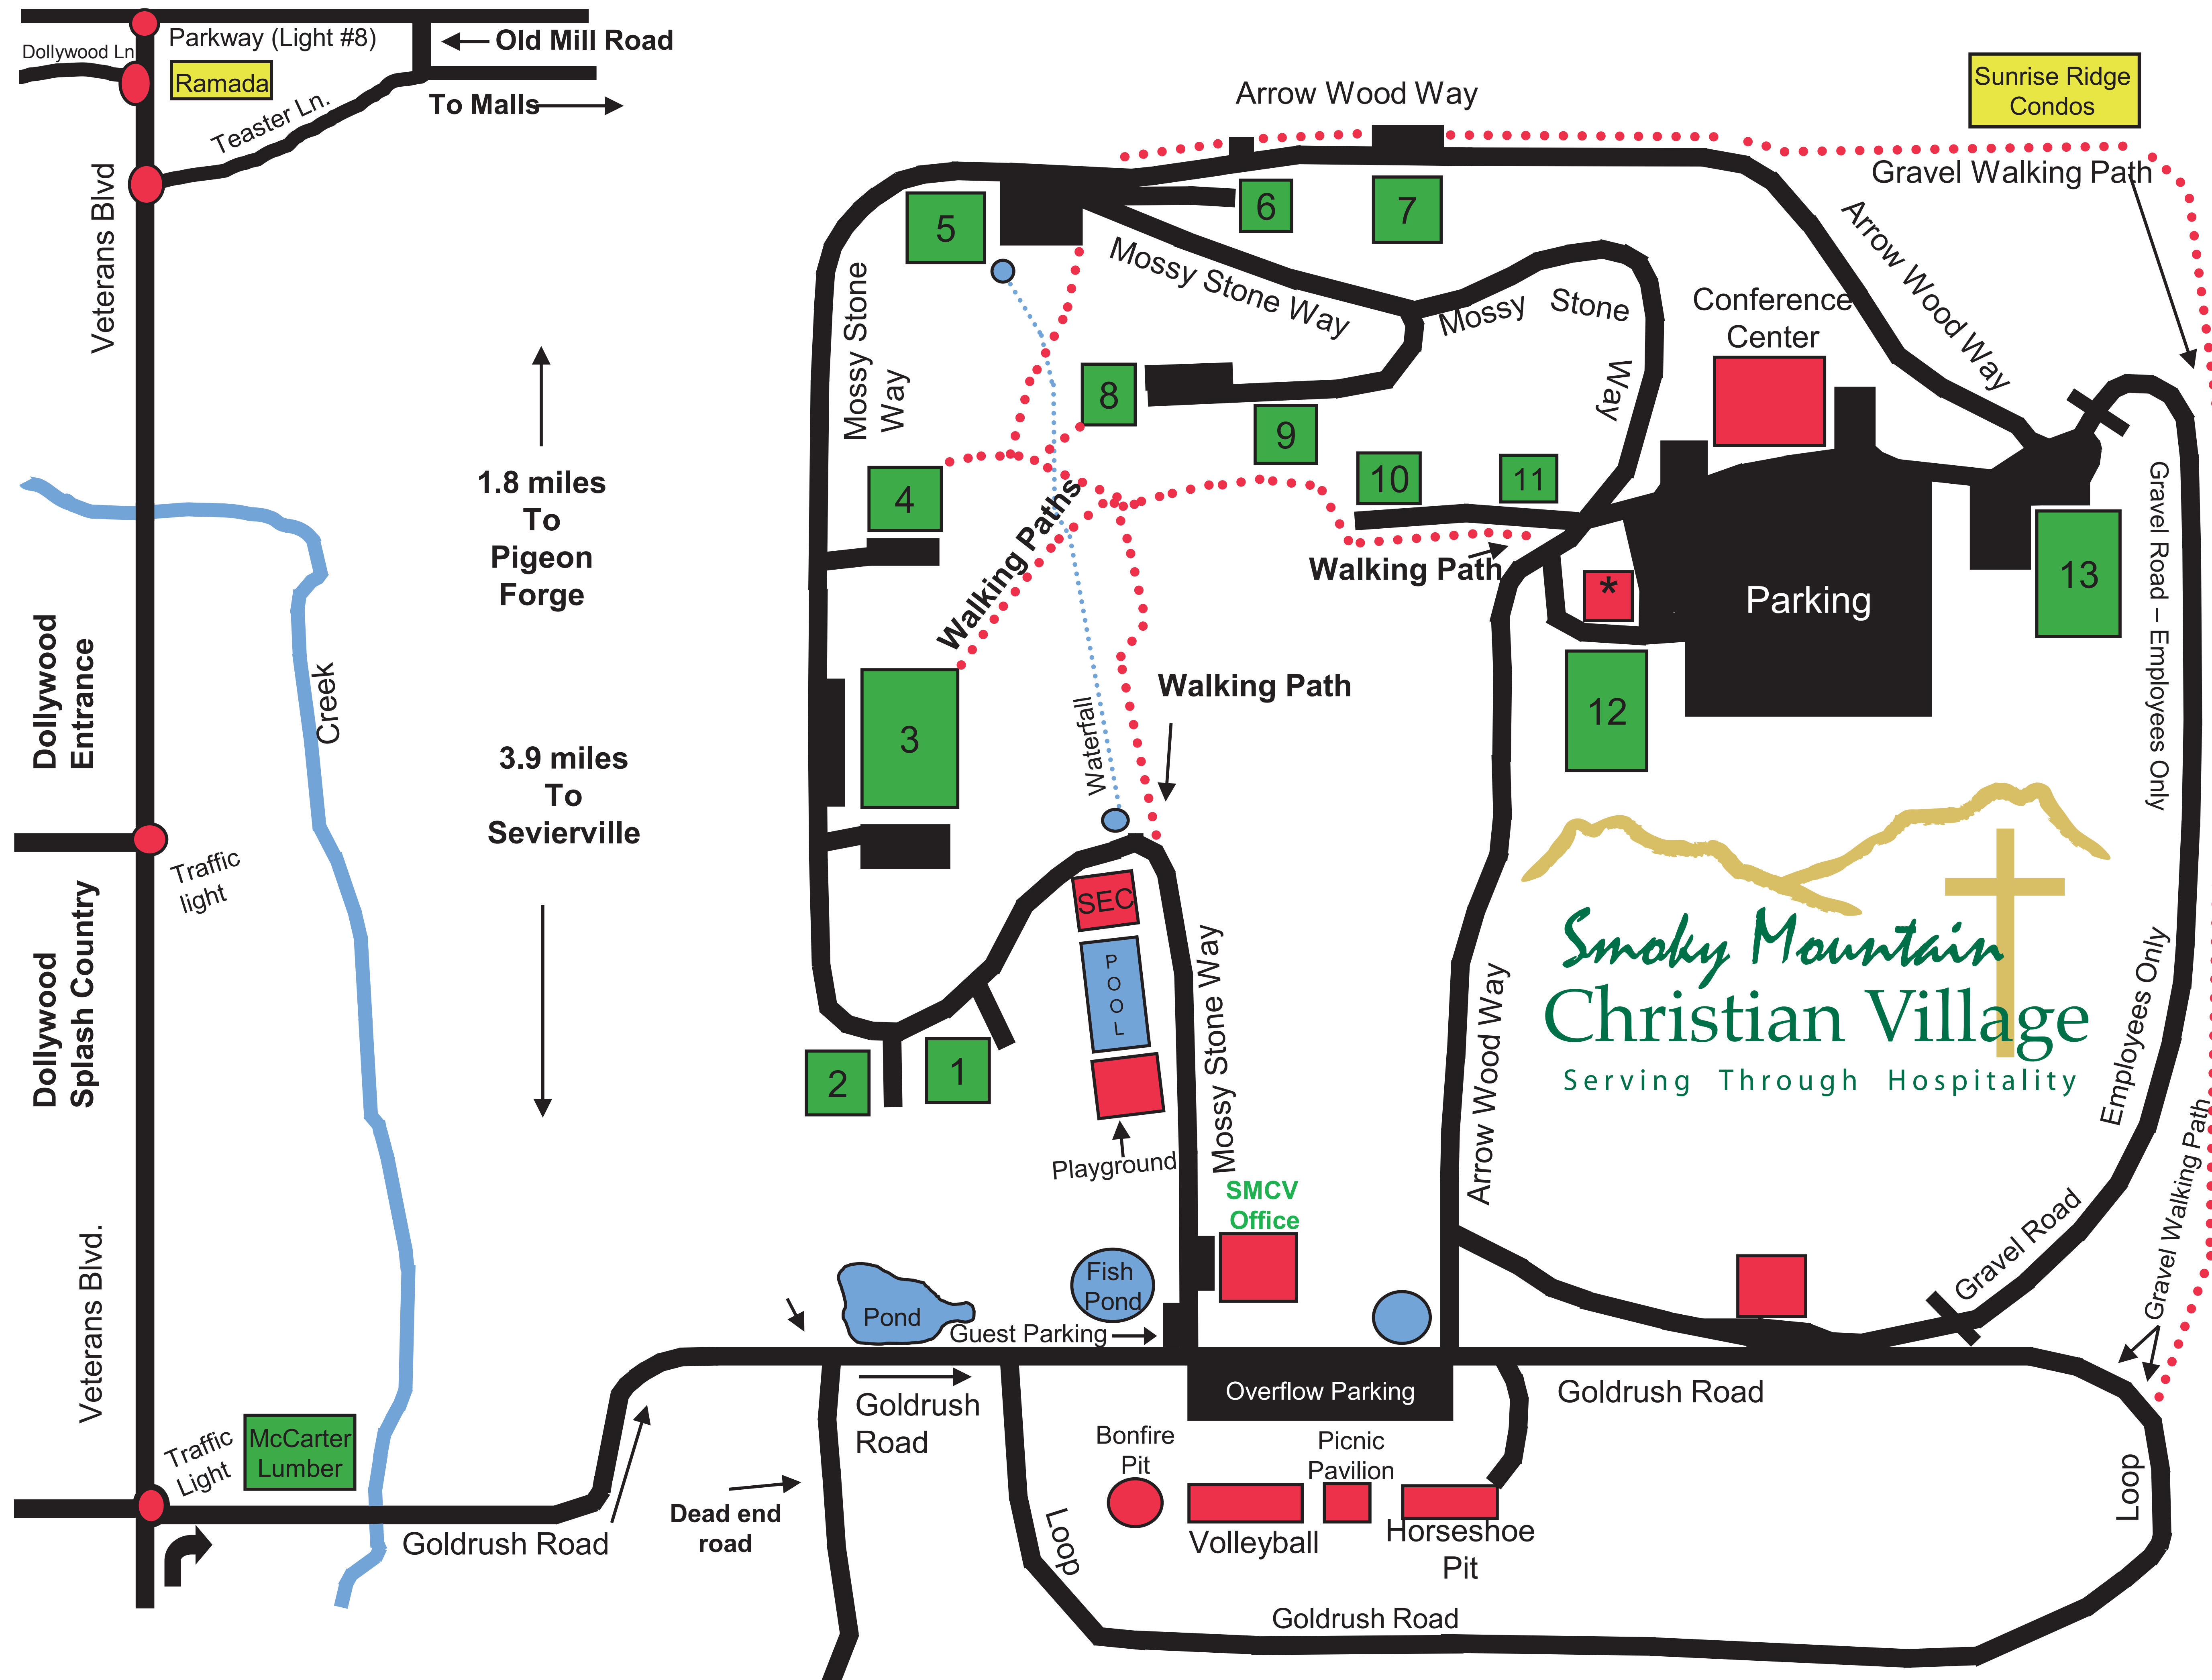 Parkway (Light #8)
Dollywood Ln
Ramada
Old Mill Road
To Malls
Teaster Ln.
Veterans Blvd
1.8 miles
To
Pigeon
Forge
3.9 miles
To
Sevierville
Dollywood
Entrance
Creek
Traffic
light
Dollywood
Splash Country
Veterans Blvd.
Traffic
Light
McCarter
Lumber
Goldrush Road
Dead end
road
Arrow Wood Way
Sunrise Ridge
Condos
Gravel Walking Path
5
6
7
Arrow Wood Way
Mossy Stone
Way
Mossy Stone Way
Mossy Stone
Way
Conference
Center
8
9
4
10
11
Walking Paths
Walking Path
*
Parking
13
Gravel Road – Employees Only
12
3
Waterfall
Walking Path
SEC
POOL
2
1
Playground
Mossy Stone Way
Arrow Wood Way
Smoky Mountain
Christian Village
Serving Through Hospitality
Employees Only
Gravel Walking Path
Gravel Road
SMCV
Office
Pond
Fish
Pond
Guest Parking
Goldrush
Road
Overflow Parking
Goldrush Road
Bonfire
Pit
Picnic
Pavilion
Volleyball
Horseshoe
Pit
Loop
Loop
Goldrush Road